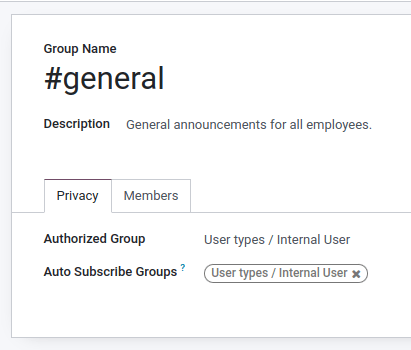 Group Name
#general
Description General announcements for all employees.
Privacy Members
Authorized Group User types / Internal User
Auto Subscribe Groups ? User types / Internal User ×